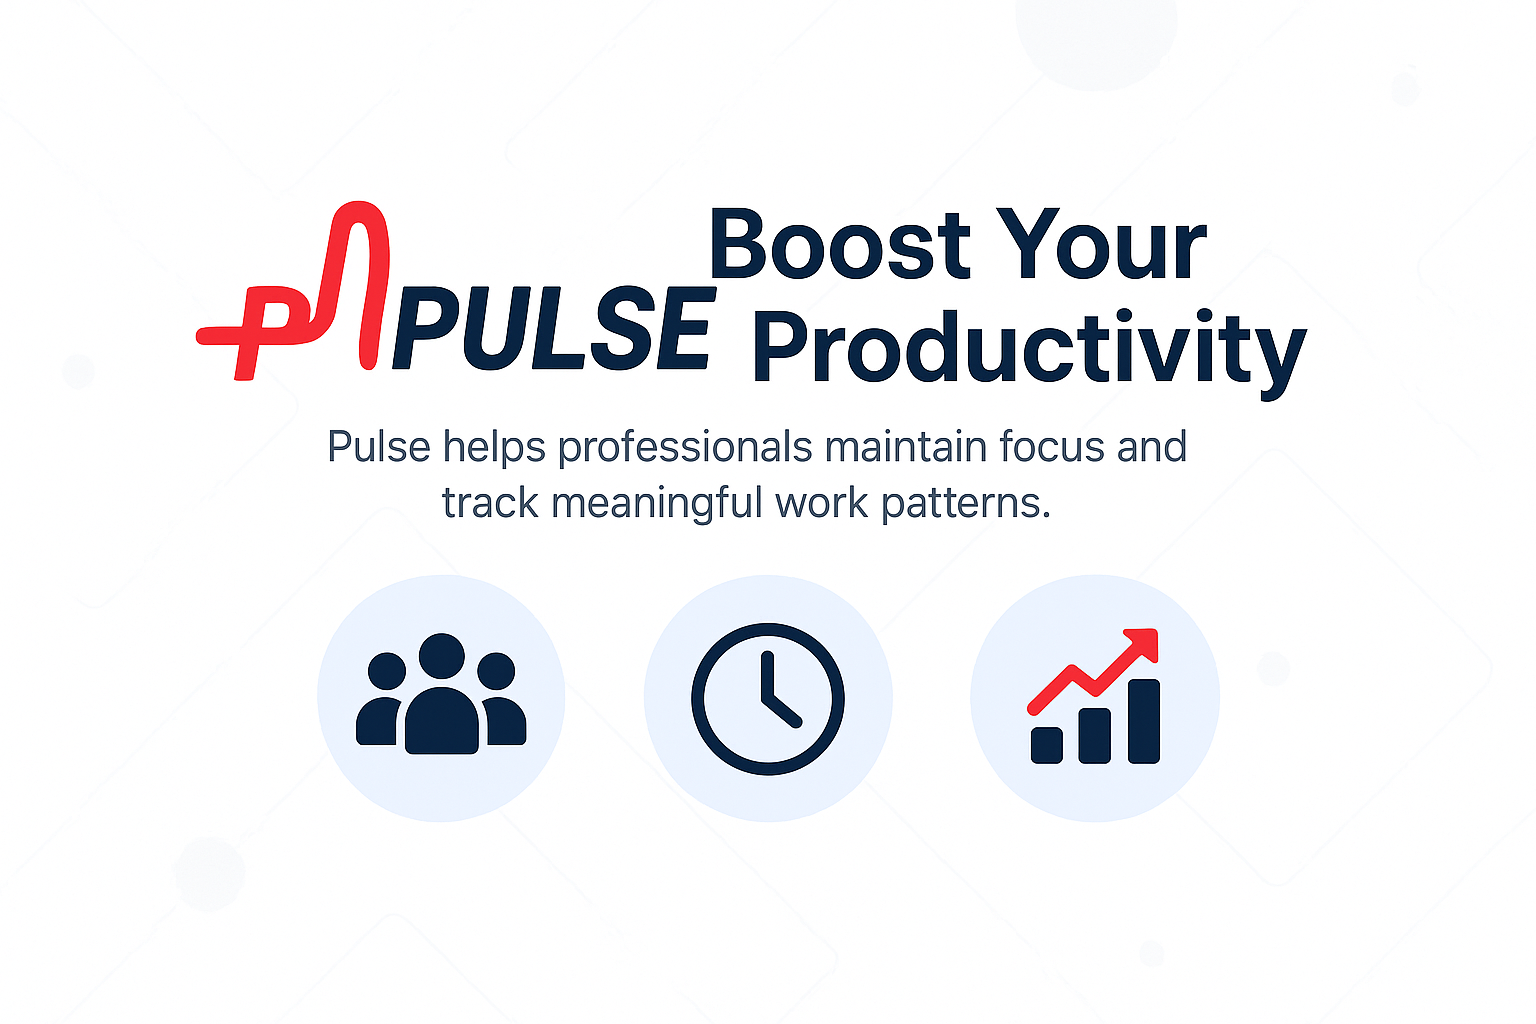 P PULSE
Boost Your
Productivity
Pulse helps professionals maintain focus and
track meaningful work patterns.